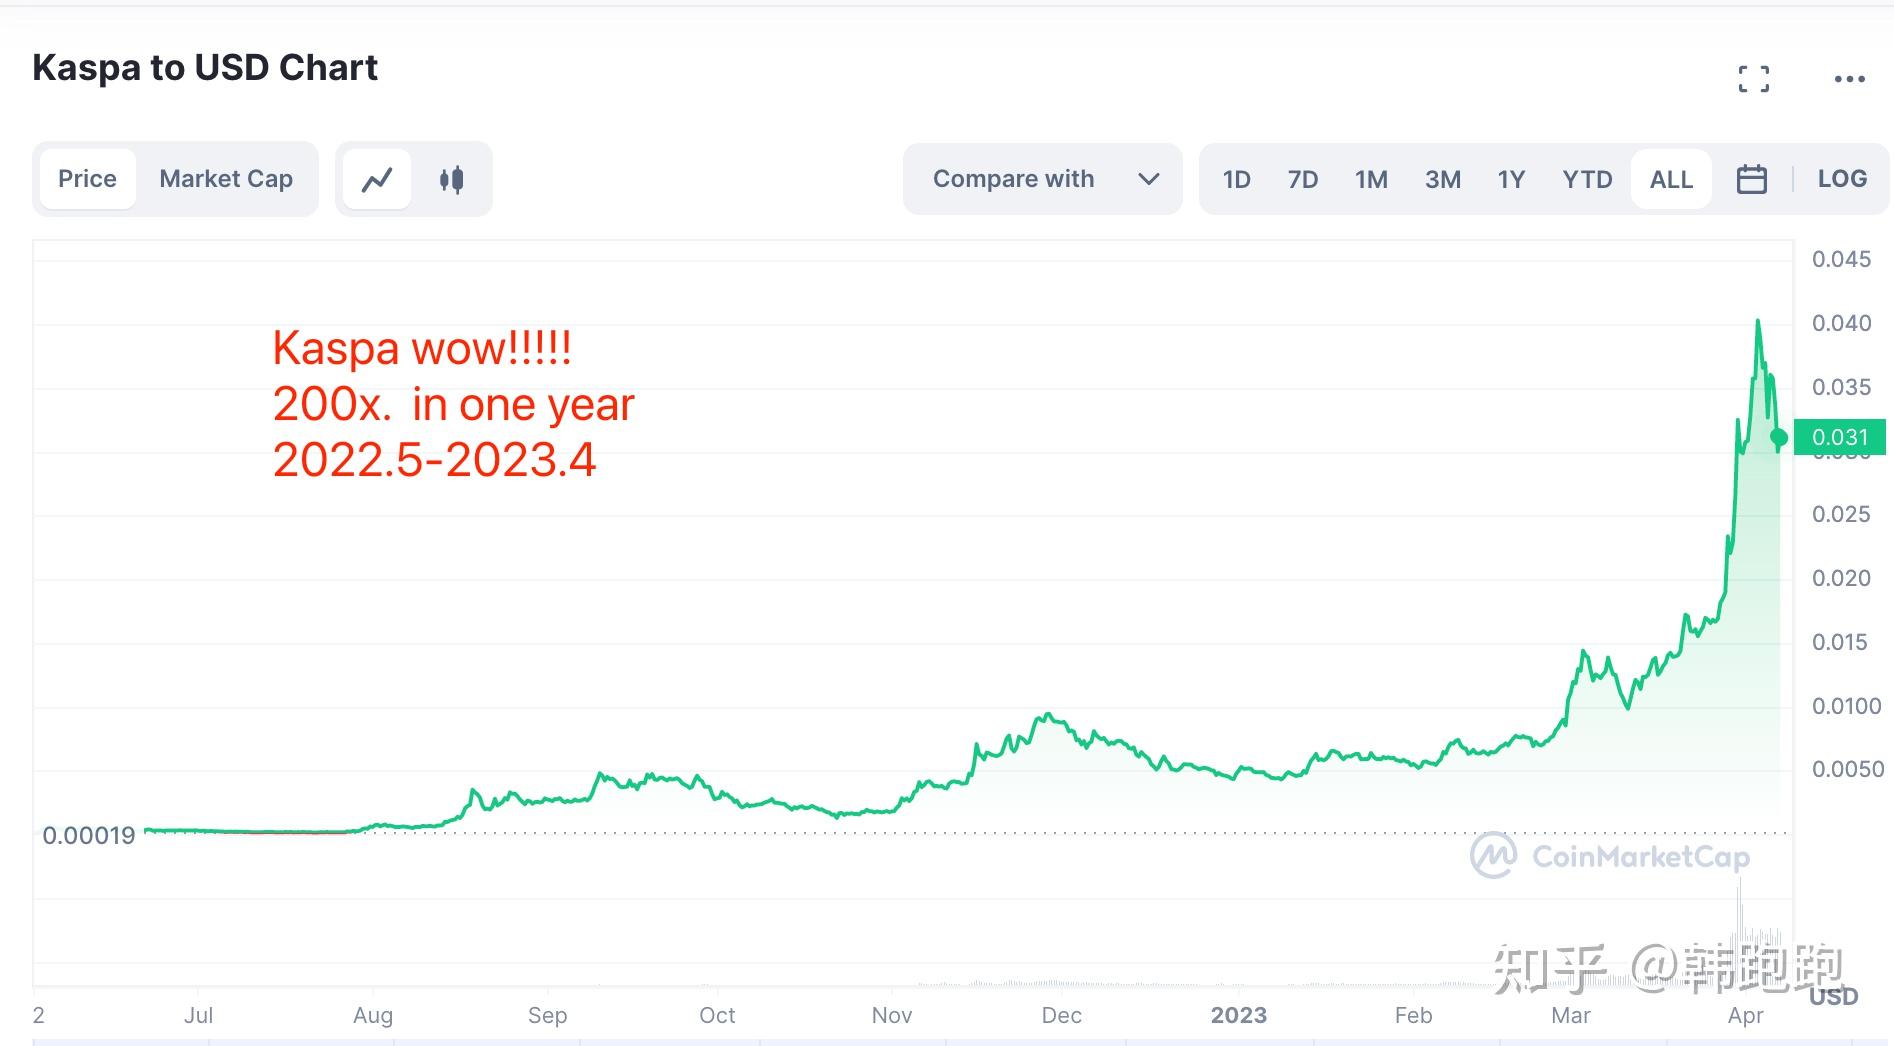 Kaspa to USD Chart
Price Market Cap Compare with 1D 7D 1M 3M 1Y YTD ALL LOG
0.045
Kaspa wow!!!!!
0.040
200x. in one year
0.035
2022.5-2023.4
0.031
0.030
0.025
0.020
0.015
0.0100
0.0050
0.00019
CoinMarketCap
知乎 @韩跑跑
USD
2 Jul Aug Sep Oct Nov Dec 2023 Feb Mar Apr